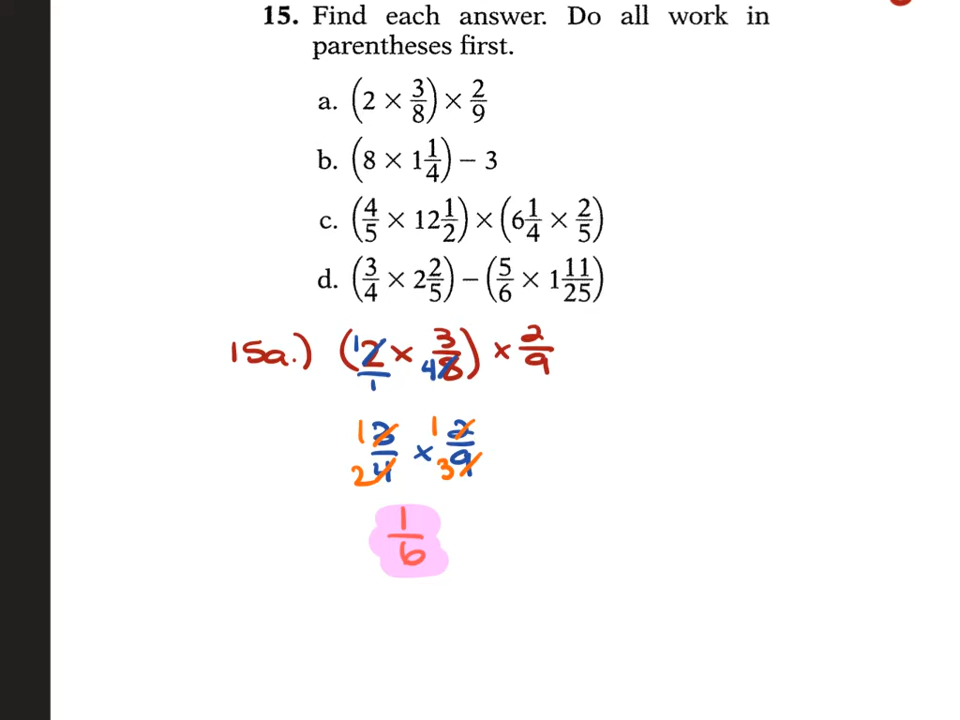 15. Find each answer. Do all work in
parentheses first.
a. (2 × 3/8) × 2/9
b. (8 × 1 1/4) − 3
c. (4/5 × 12 1/2) × (6 1/4 × 2/5)
d. (3/4 × 2 2/5) − (5/6 × 1 11/25)
15a.) (1 2/1 × 3/4 8) × 2/9
1 3/2 4 × 1 2/3 9
1/6